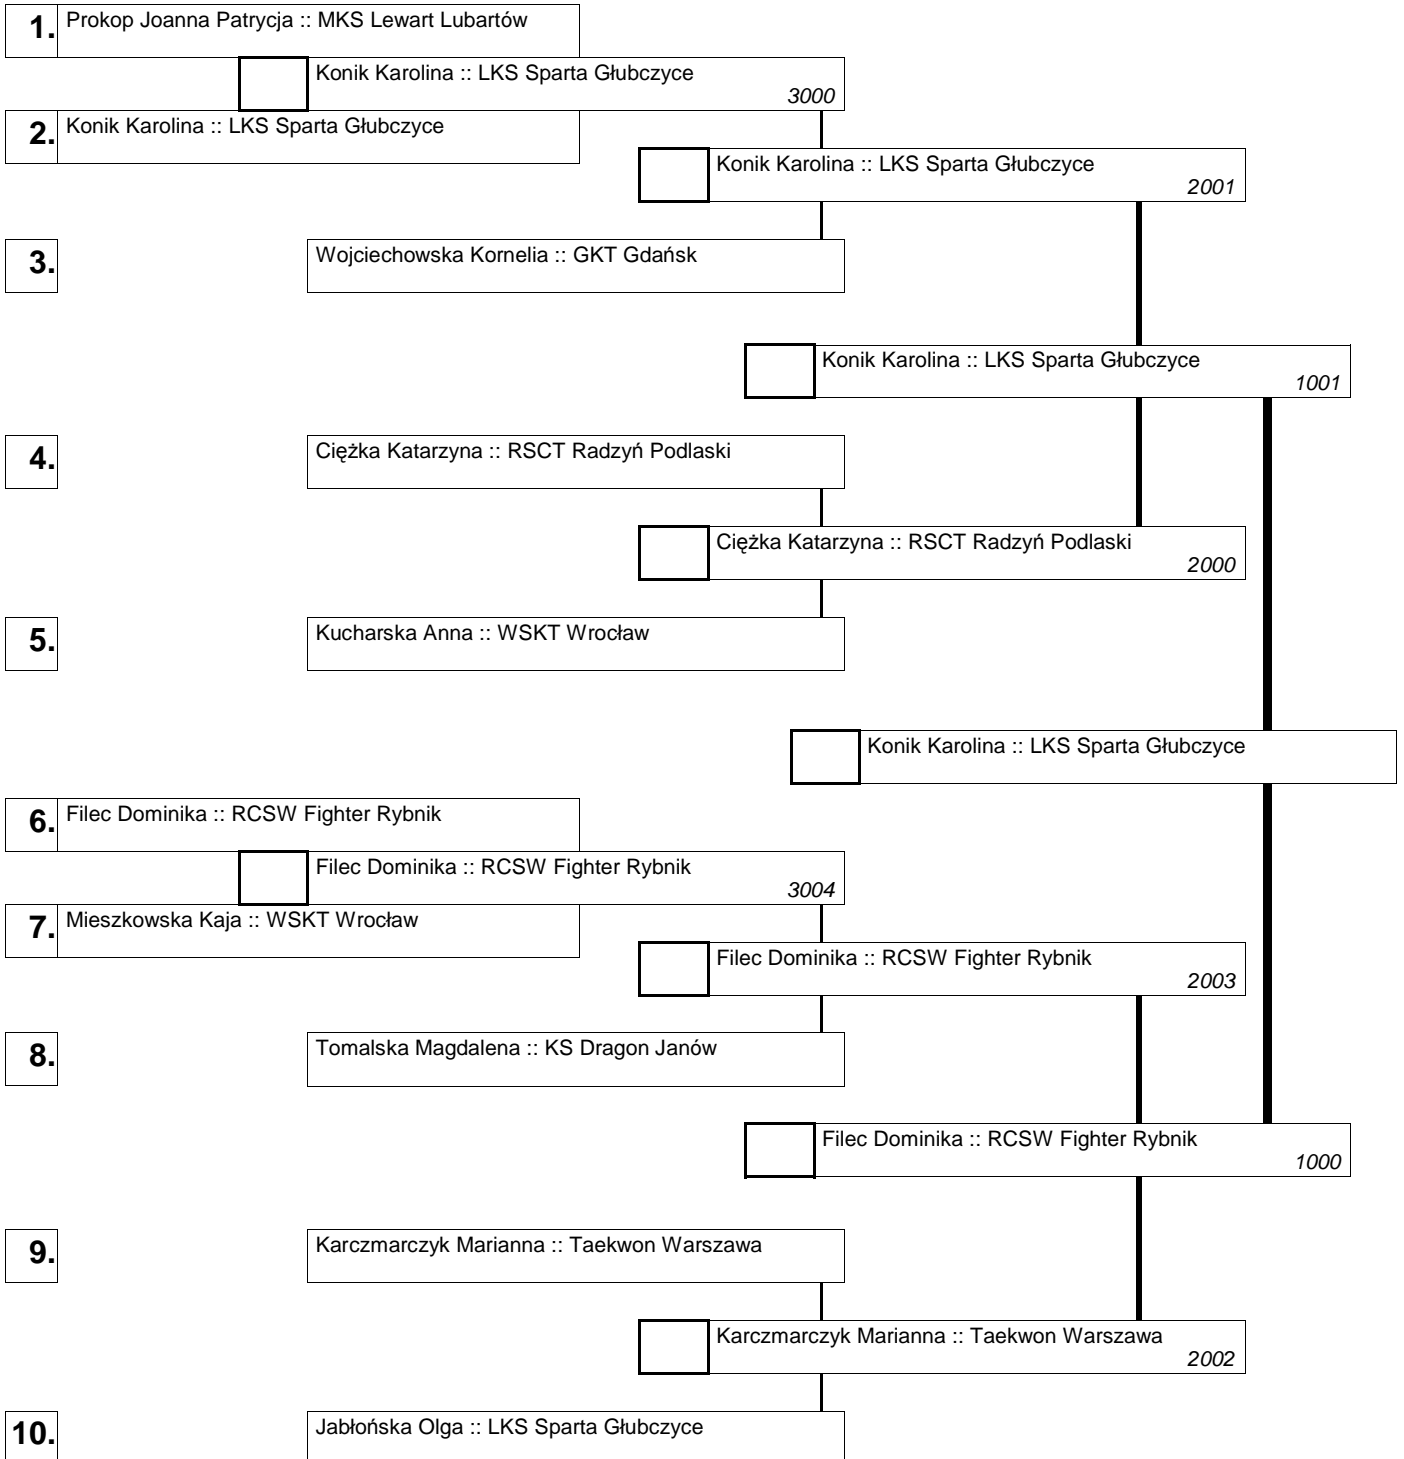 1. Prokop Joanna Patrycja :: MKS Lewart Lubartów
Konik Karolina :: LKS Sparta Głubczyce
3000
2. Konik Karolina :: LKS Sparta Głubczyce
Konik Karolina :: LKS Sparta Głubczyce
2001
3. Wojciechowska Kornelia :: GKT Gdańsk
Konik Karolina :: LKS Sparta Głubczyce
1001
4. Ciężka Katarzyna :: RSCT Radzyń Podlaski
Ciężka Katarzyna :: RSCT Radzyń Podlaski
2000
5. Kucharska Anna :: WSKT Wrocław
Konik Karolina :: LKS Sparta Głubczyce
6. Filec Dominika :: RCSW Fighter Rybnik
Filec Dominika :: RCSW Fighter Rybnik
3004
7. Mieszkowska Kaja :: WSKT Wrocław
Filec Dominika :: RCSW Fighter Rybnik
2003
8. Tomalska Magdalena :: KS Dragon Janów
Filec Dominika :: RCSW Fighter Rybnik
1000
9. Karczmarczyk Marianna :: Taekwon Warszawa
Karczmarczyk Marianna :: Taekwon Warszawa
2002
10. Jabłońska Olga :: LKS Sparta Głubczyce